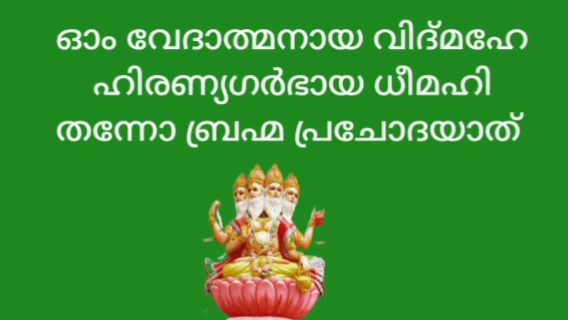 ഓം വേദാത്മനായ വിദ്മഹേ
ഹിരണ്യഗർഭായ ധീമഹി
തന്നോ ബ്രഹ്മ പ്രചോദയാത്